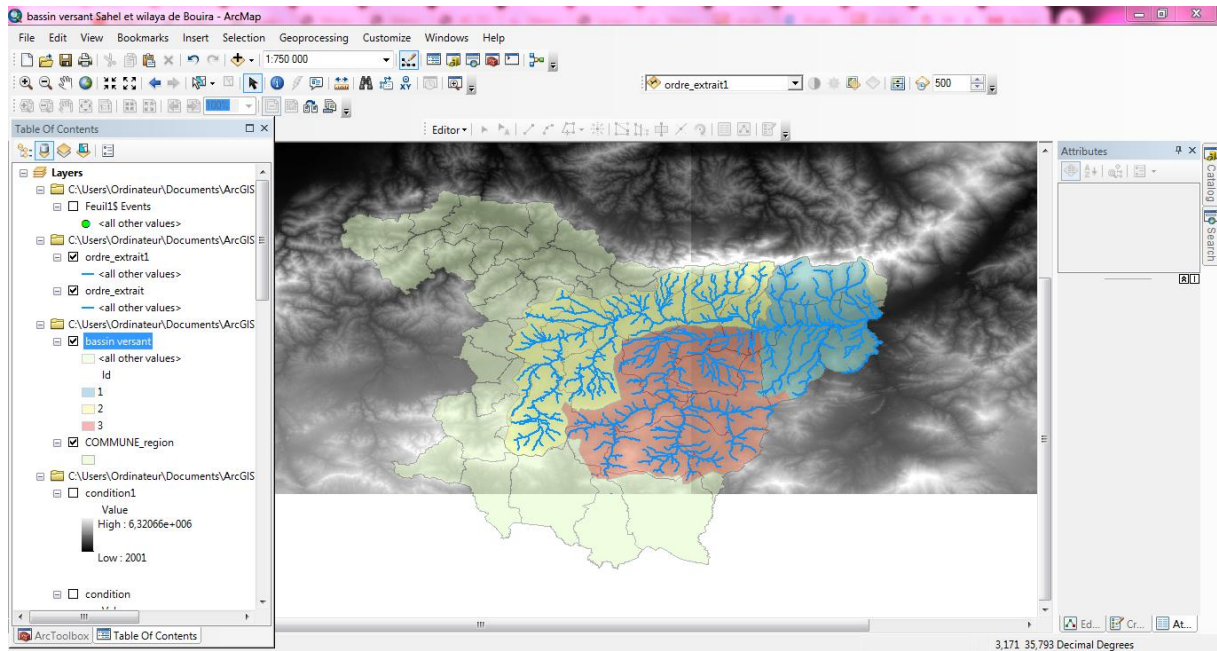 bassin versant Sahel et wilaya de Bouira - ArcMap
File Edit View Bookmarks Insert Selection Geoprocessing Customize Windows Help
1:750 000
ordre_extrait1
500
100%
Editor
Table Of Contents
Layers
C:\Users\Ordinateur\Documents\ArcGIS
Feuil1$ Events
<all other values>
C:\Users\Ordinateur\Documents\ArcGIS
ordre_extrait1
<all other values>
ordre_extrait
<all other values>
C:\Users\Ordinateur\Documents\ArcGIS
bassin versant
<all other values>
Id
1
2
3
COMMUNE_region
C:\Users\Ordinateur\Documents\ArcGIS
condition1
Value
High : 6,32066e+006
Low : 2001
condition
ArcToolbox Table Of Contents
Attributes
Catalog
Search
Ed... Cr... At...
3,171 35,793 Decimal Degrees